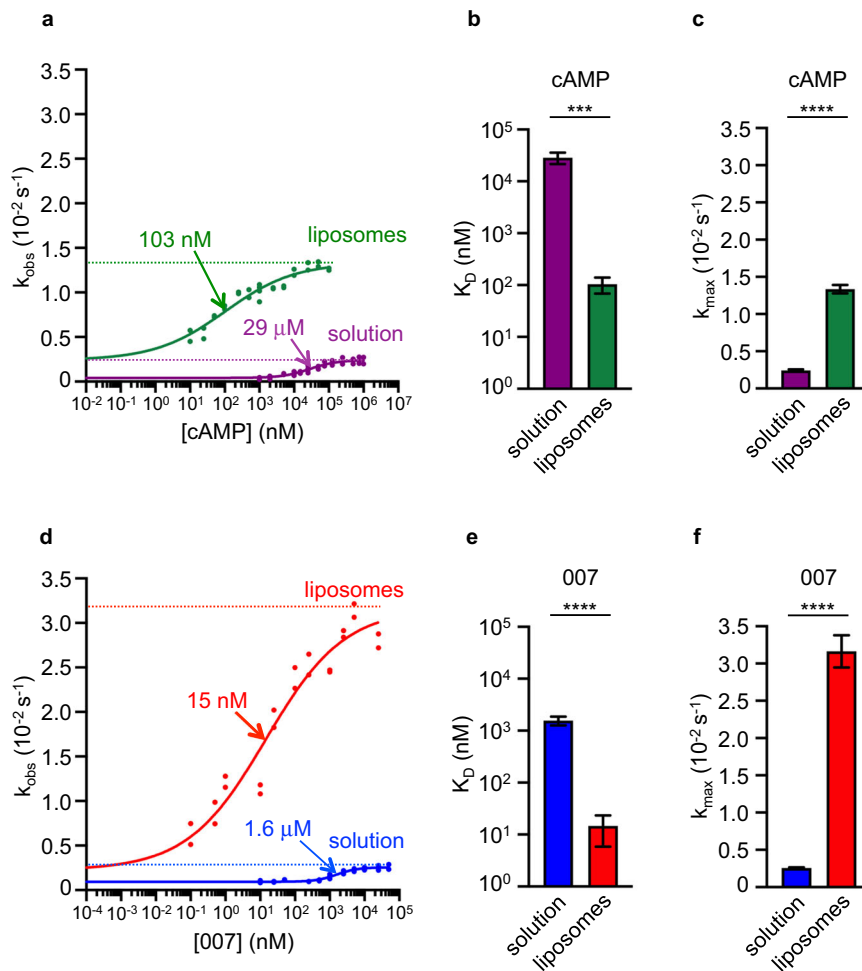 a
3.5
3.0
2.5
2.0
1.5
1.0
0.5
0
k_obs (10^-2 s^-1)
103 nM
liposomes
29 μM
solution
10^-2 10^-1 10^0 10^1 10^2 10^3 10^4 10^5 10^6 10^7
[cAMP] (nM)
b
cAMP
***
10^5
10^4
10^3
10^2
10^1
10^0
K_D (nM)
solution
liposomes
c
cAMP
****
3.5
3.0
2.5
2.0
1.5
1.0
0.5
0
k_max (10^-2 s^-1)
solution
liposomes
d
3.5
3.0
2.5
2.0
1.5
1.0
0.5
0
k_obs (10^-2 s^-1)
liposomes
15 nM
1.6 μM
solution
10^-4 10^-3 10^-2 10^-1 10^0 10^1 10^2 10^3 10^4 10^5
[007] (nM)
e
007
****
10^5
10^4
10^3
10^2
10^1
10^0
K_D (nM)
solution
liposomes
f
007
****
3.5
3.0
2.5
2.0
1.5
1.0
0.5
0
k_max (10^-2 s^-1)
solution
liposomes